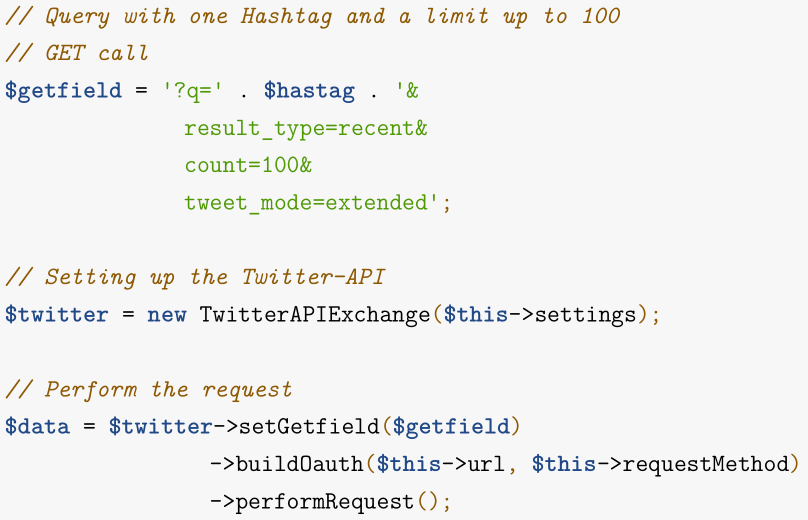 // Query with one Hashtag and a limit up to 100
// GET call
$getfield = '?q=' . $hastag . '&
result_type=recent&
count=100&
tweet_mode=extended';
// Setting up the Twitter-API
$twitter = new TwitterAPIExchange($this->settings);
// Perform the request
$data = $twitter->setGetfield($getfield)
->buildOauth($this->url, $this->requestMethod)
->performRequest();